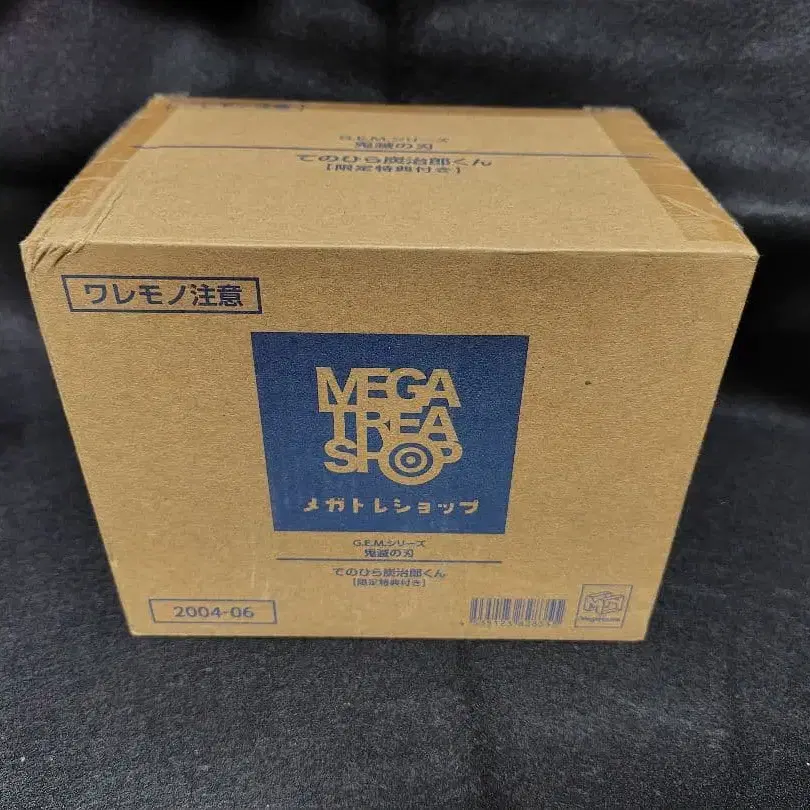 G.E.M.シリーズ
鬼滅の刃
てのひら炭治郎くん
[限定特典付き]
ワレモノ注意
MEGA
TREA
SHOP
メガトレショップ
G.E.M.シリーズ
鬼滅の刃
てのひら炭治郎くん
[限定特典付き]
2004-06
MegaHouse